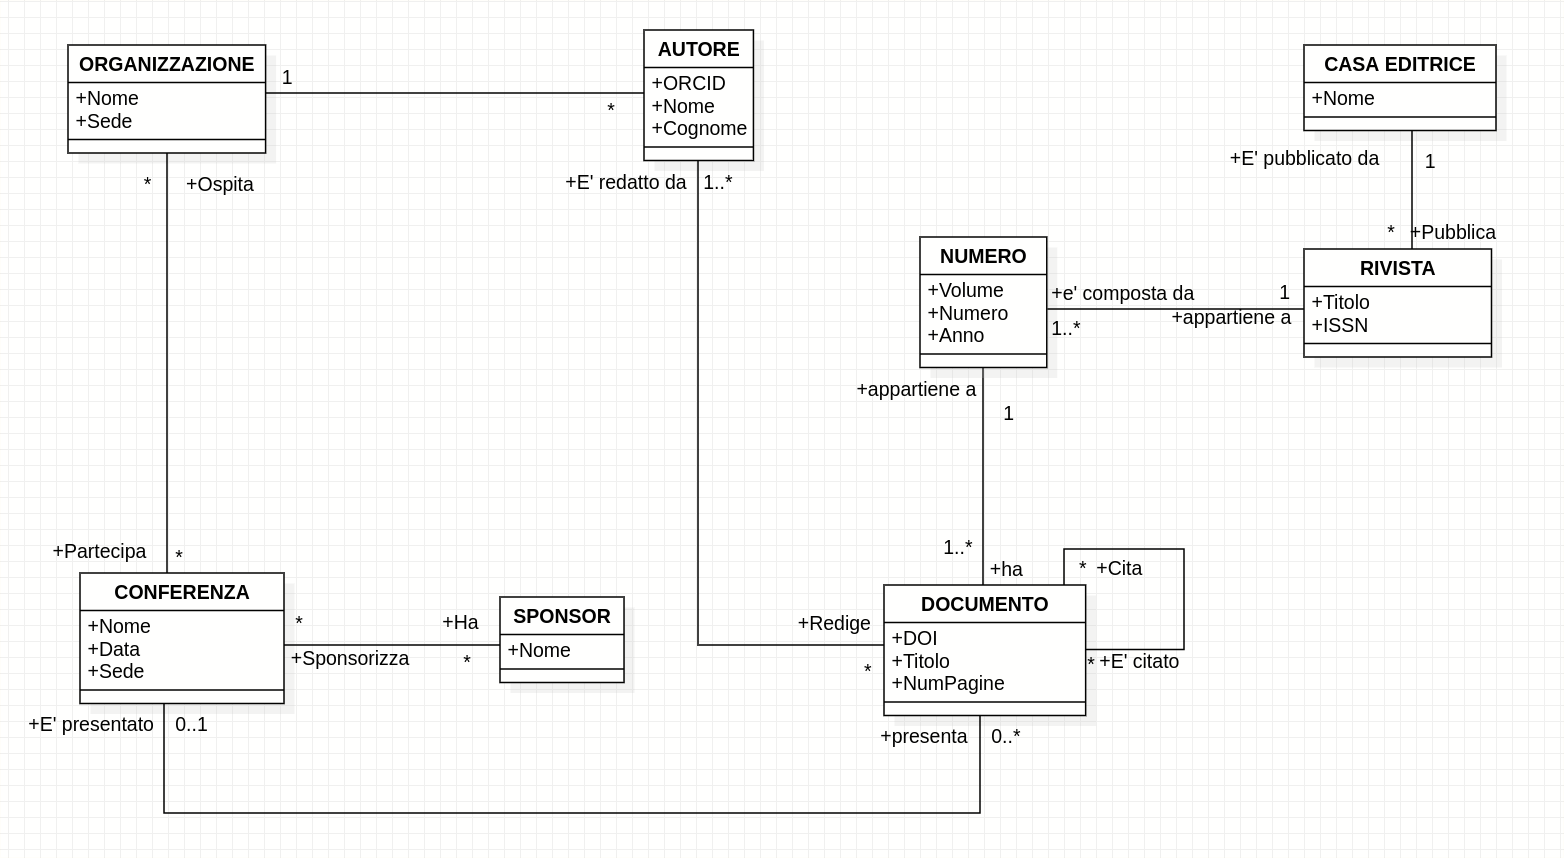 ORGANIZZAZIONE
+Nome
+Sede
1
*
AUTORE
+ORCID
+Nome
+Cognome
CASA EDITRICE
+Nome
* +Ospita
+E' redatto da 1..*
+E' pubblicato da 1
* +Pubblica
NUMERO
+Volume
+Numero
+Anno
+e' composta da 1
1..* +appartiene a
RIVISTA
+Titolo
+ISSN
+appartiene a
1
1..*
+ha
+Partecipa *
CONFERENZA
+Nome
+Data
+Sede
* +Ha
+Sponsorizza *
SPONSOR
+Nome
+Redige
*
DOCUMENTO
+DOI
+Titolo
+NumPagine
* +Cita
* +E' citato
+E' presentato 0..1
+presenta 0..*